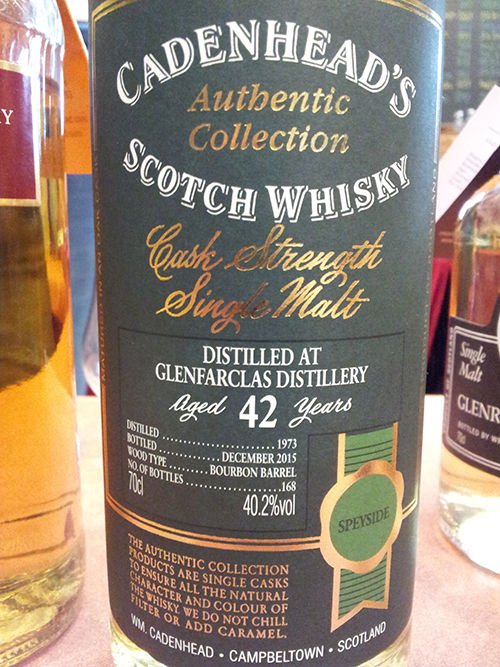 CADENHEAD'S
Authentic
Collection
SCOTCH WHISKY
Cask Strength
Single Malt
DISTILLED AT
GLENFARCLAS DISTILLERY
Aged 42 Years
DISTILLED ........................ 1973
BOTTLED .............. DECEMBER 2015
WOOD TYPE ......... BOURBON BARREL
NO. OF BOTTLES ..................... 168
70cl
40.2%vol
SPEYSIDE
THE AUTHENTIC COLLECTION
PRODUCTS ARE SINGLE CASKS
TO ENSURE ALL THE NATURAL
CHARACTER AND COLOUR OF
THE WHISKY WE DO NOT CHILL
FILTER OR ADD CARAMEL.
WM. CADENHEAD • CAMPBELTOWN • SCOTLAND
Single
Malt
70cl